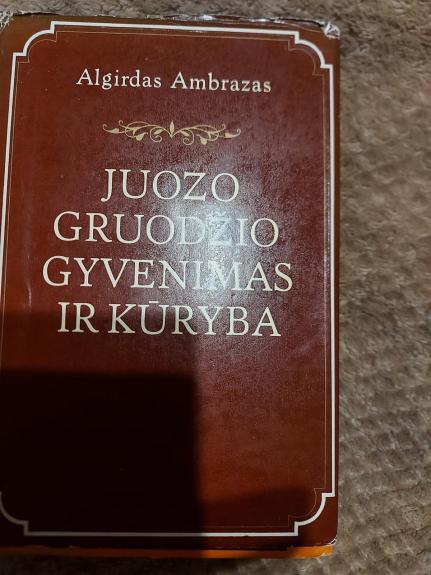 Algirdas Ambrazas
JUOZO
GRUODŽIO
GYVENIMAS
IR KŪRYBA